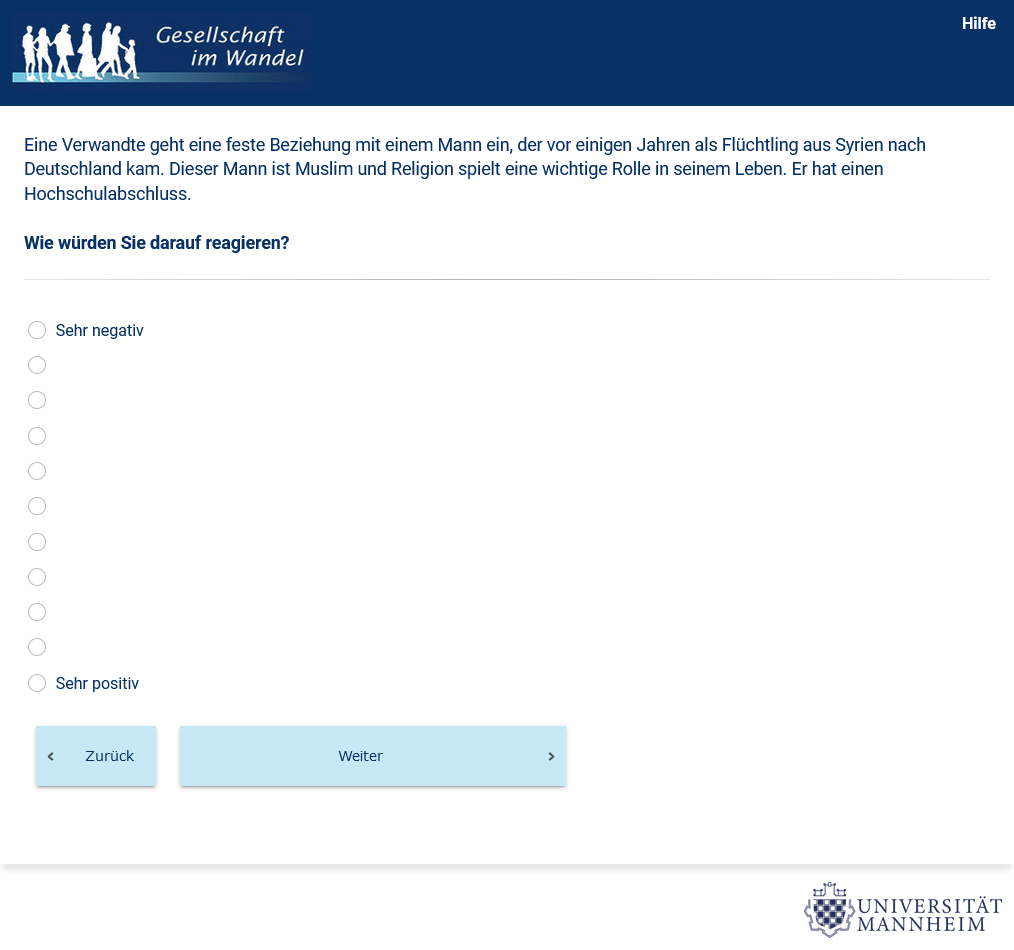 Gesellschaft
im Wandel
Hilfe
Eine Verwandte geht eine feste Beziehung mit einem Mann ein, der vor einigen Jahren als Flüchtling aus Syrien nach
Deutschland kam. Dieser Mann ist Muslim und Religion spielt eine wichtige Rolle in seinem Leben. Er hat einen
Hochschulabschluss.
Wie würden Sie darauf reagieren?
Sehr negativ
Sehr positiv
Zurück
Weiter
UNIVERSITÄT
MANNHEIM